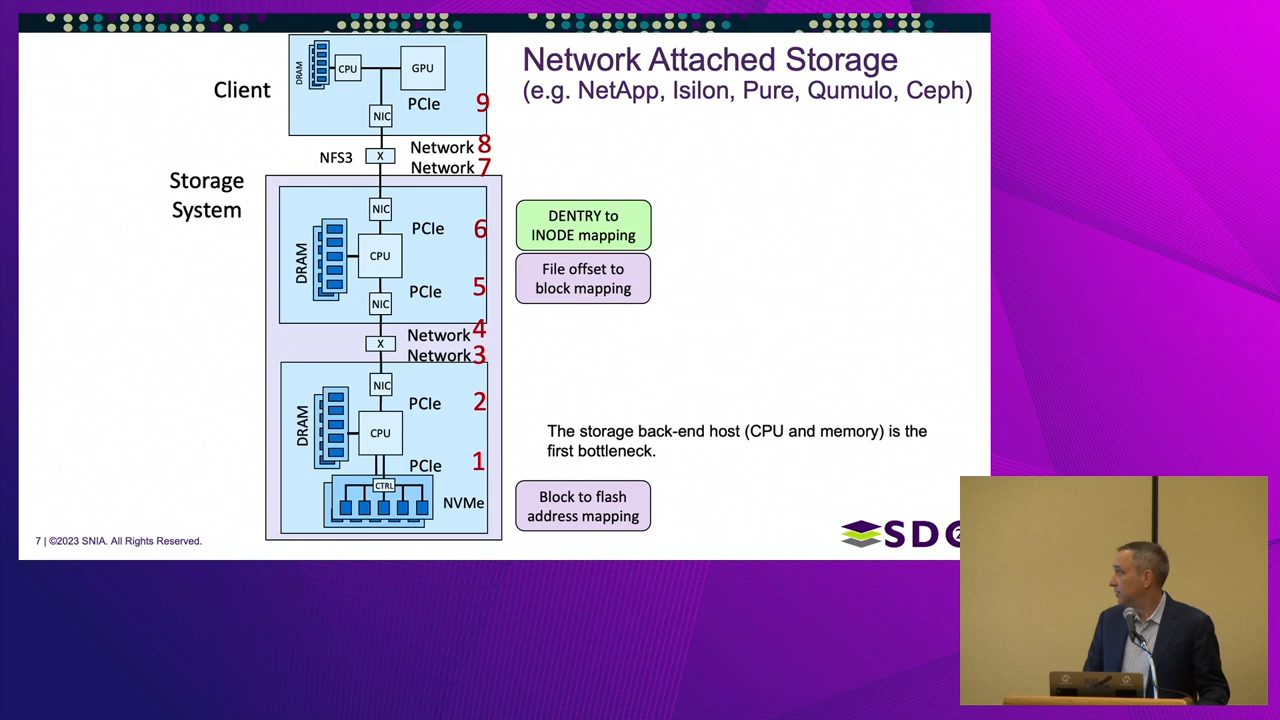 Network Attached Storage
(e.g. NetApp, Isilon, Pure, Qumulo, Ceph)
Client
DRAM
CPU
GPU
NIC
PCIe 9
NFS3
X
Network 8
Network 7
Storage
System
NIC
PCIe 6
DRAM
CPU
PCIe 5
NIC
DENTRY to
INODE mapping
File offset to
block mapping
X
Network 4
Network 3
NIC
PCIe 2
DRAM
CPU
PCIe 1
CTRL
NVMe
The storage back-end host (CPU and memory) is the
first bottleneck.
Block to flash
address mapping
7 | ©2023 SNIA. All Rights Reserved.
SDC